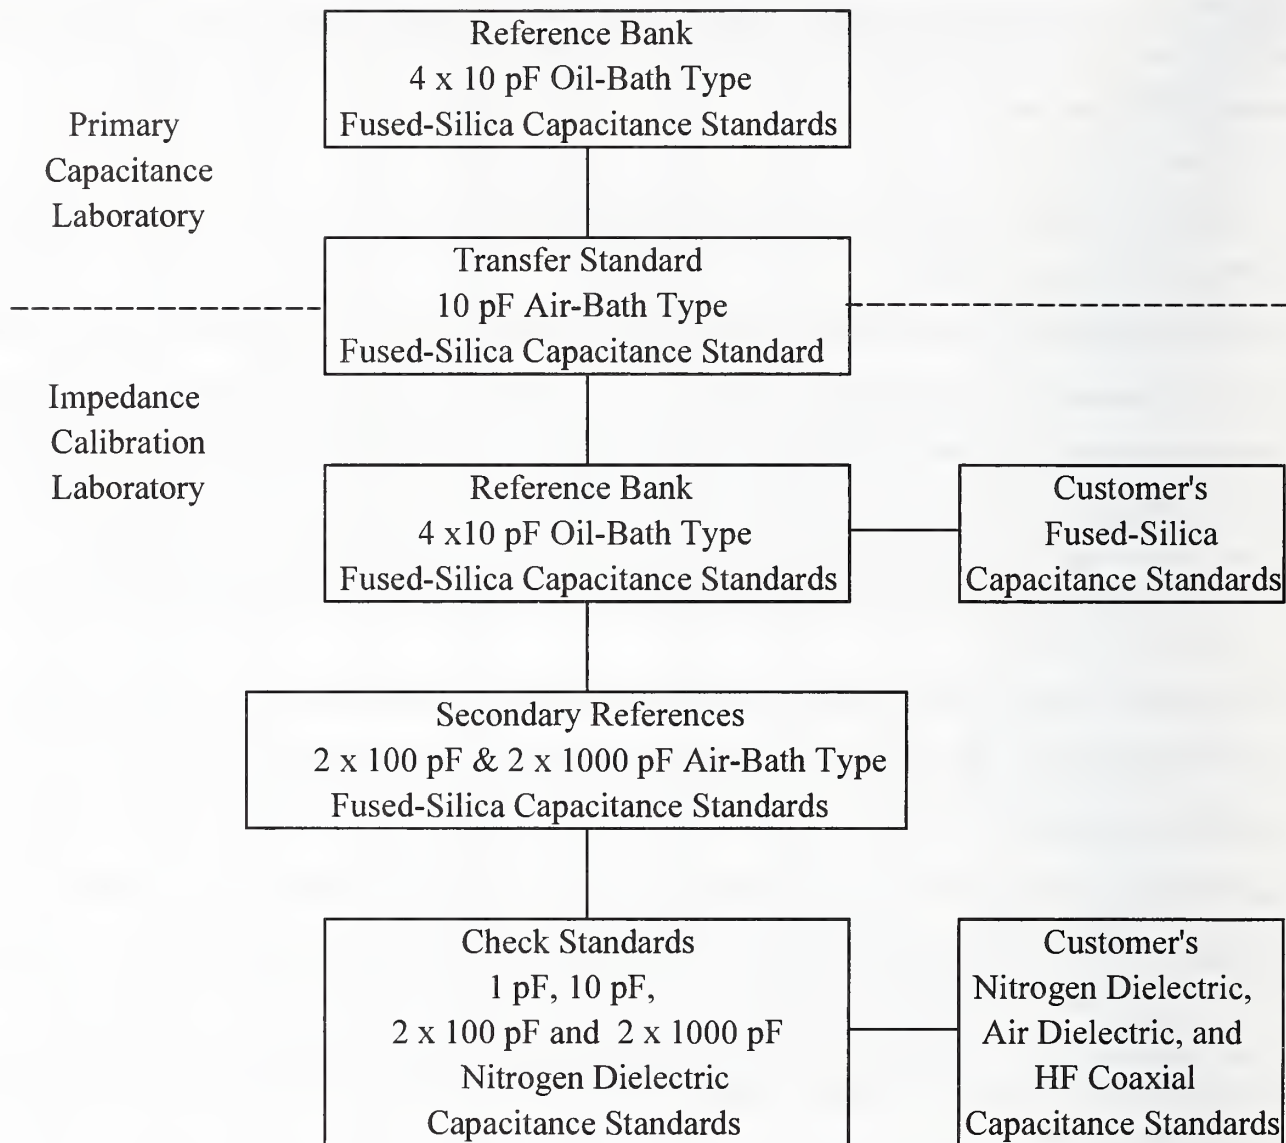 Reference Bank
4 x 10 pF Oil-Bath Type
Fused-Silica Capacitance Standards
Primary
Capacitance
Laboratory
Transfer Standard
10 pF Air-Bath Type
Fused-Silica Capacitance Standard
Impedance
Calibration
Laboratory
Reference Bank
4 x10 pF Oil-Bath Type
Fused-Silica Capacitance Standards
Customer's
Fused-Silica
Capacitance Standards
Secondary References
2 x 100 pF & 2 x 1000 pF Air-Bath Type
Fused-Silica Capacitance Standards
Check Standards
1 pF, 10 pF,
2 x 100 pF and 2 x 1000 pF
Nitrogen Dielectric
Capacitance Standards
Customer's
Nitrogen Dielectric,
Air Dielectric, and
HF Coaxial
Capacitance Standards